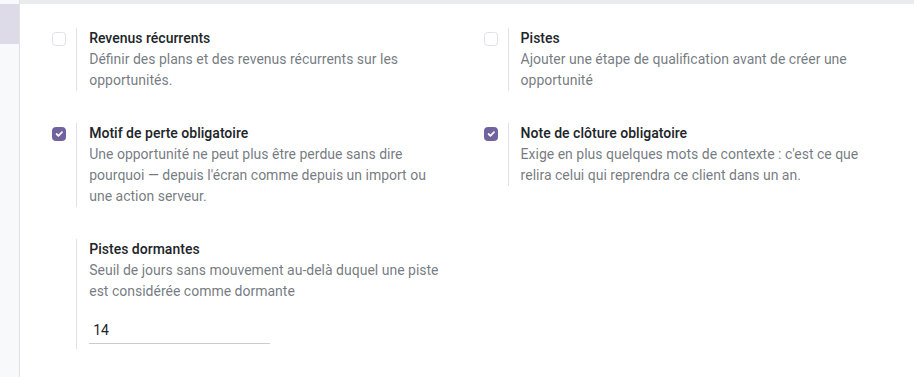 Revenus récurrents
Définir des plans et des revenus récurrents sur les
opportunités.
Pistes
Ajouter une étape de qualification avant de créer une
opportunité
Motif de perte obligatoire
Une opportunité ne peut plus être perdue sans dire
pourquoi — depuis l'écran comme depuis un import ou
une action serveur.
Note de clôture obligatoire
Exige en plus quelques mots de contexte : c'est ce que
relira celui qui reprendra ce client dans un an.
Pistes dormantes
Seuil de jours sans mouvement au-delà duquel une piste
est considérée comme dormante
14